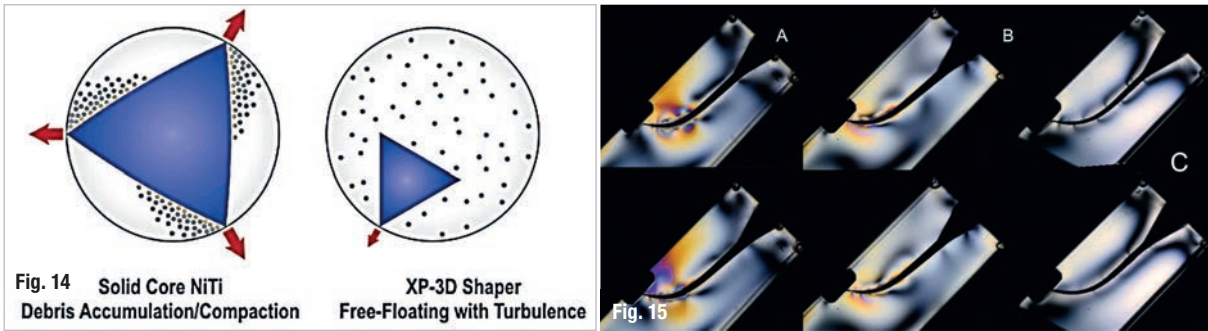 Fig. 14
Solid Core NiTi
Debris Accumulation/Compaction
XP-3D Shaper
Free-Floating with Turbulence
A
B
C
Fig. 15